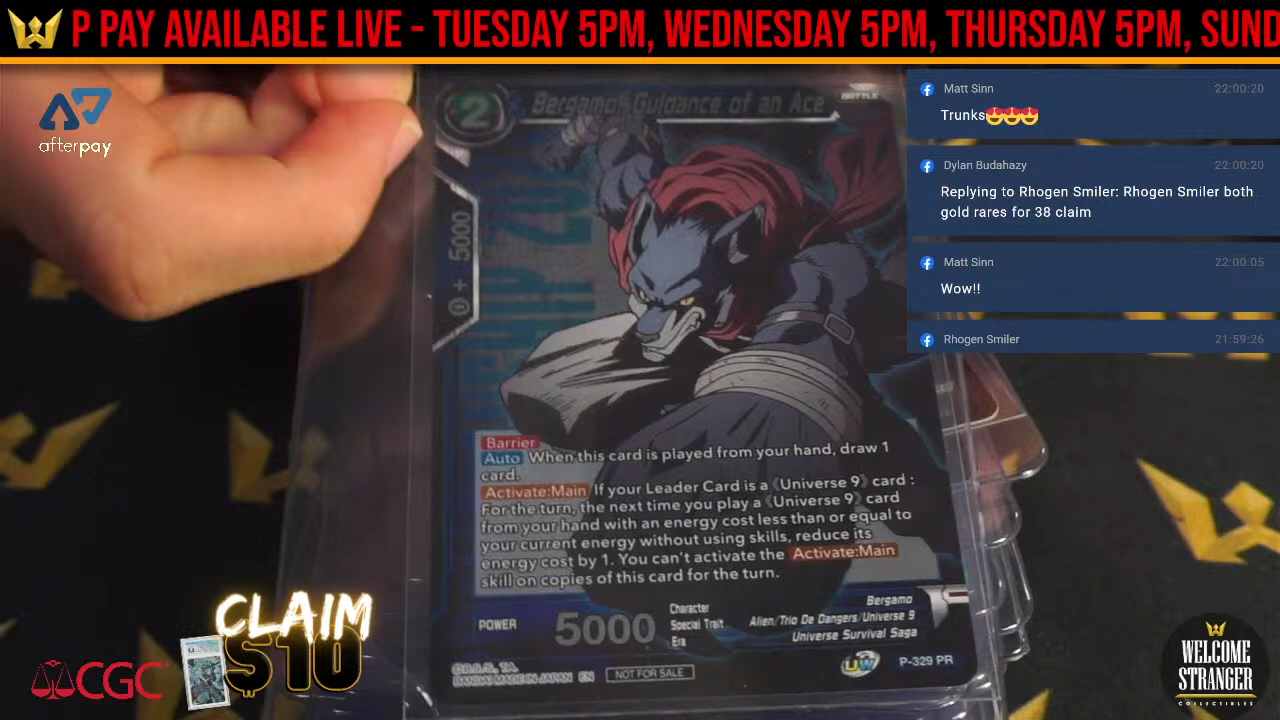 P PAY AVAILABLE LIVE - TUESDAY 5PM, WEDNESDAY 5PM, THURSDAY 5PM, SUND
afterpay
Matt Sinn 22:00:20
Trunks😍😍😍
Dylan Budahazy 22:00:20
Replying to Rhogen Smiler: Rhogen Smiler both
gold rares for 38 claim
Matt Sinn 22:00:05
Wow!!
Rhogen Smiler 21:59:26
2
Bergamo, Guidance of an Ace
BATTLE
0+ 5000
Barrier
Auto When this card is played from your hand, draw 1
card.
Activate:Main If your Leader Card is a 《Universe 9》 card :
For the turn, the next time you play a 《Universe 9》 card
from your hand with an energy cost less than or equal to
your current energy without using skills, reduce its
energy cost by 1. You can't activate the Activate:Main
skill on copies of this card for the turn.
POWER 5000
Character Bergamo
Special Trait Alien/Trio De Dangers/Universe 9
Era Universe Survival Saga
©B.S./S., T.A.
BANDAI MADE IN JAPAN EN NOT FOR SALE
UW P-329 PR
CLAIM
$10
CGC
WELCOME
STRANGER
COLLECTIBLES